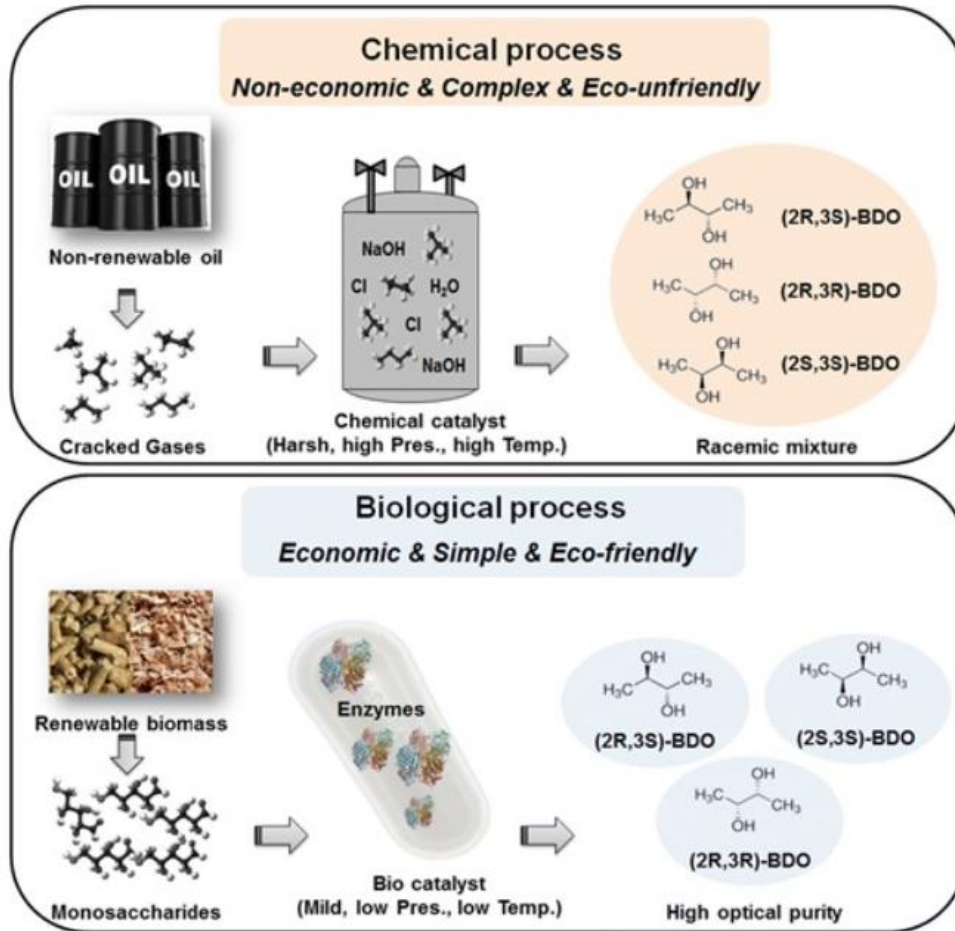 Chemical process
Non-economic & Complex & Eco-unfriendly
OIL OIL OIL
Non-renewable oil
Cracked Gases
NaOH
Cl
H₂O
Cl
NaOH
Chemical catalyst
(Harsh, high Pres., high Temp.)
OH
H₃C
CH₃
OH
(2R,3S)-BDO
OH
H₃C
CH₃
OH
(2R,3R)-BDO
OH
H₃C
CH₃
OH
(2S,3S)-BDO
Racemic mixture
Biological process
Economic & Simple & Eco-friendly
Renewable biomass
Monosaccharides
Enzymes
Bio catalyst
(Mild, low Pres., low Temp.)
OH
H₃C
CH₃
OH
(2R,3S)-BDO
OH
H₃C
CH₃
OH
(2S,3S)-BDO
OH
H₃C
CH₃
OH
(2R,3R)-BDO
High optical purity